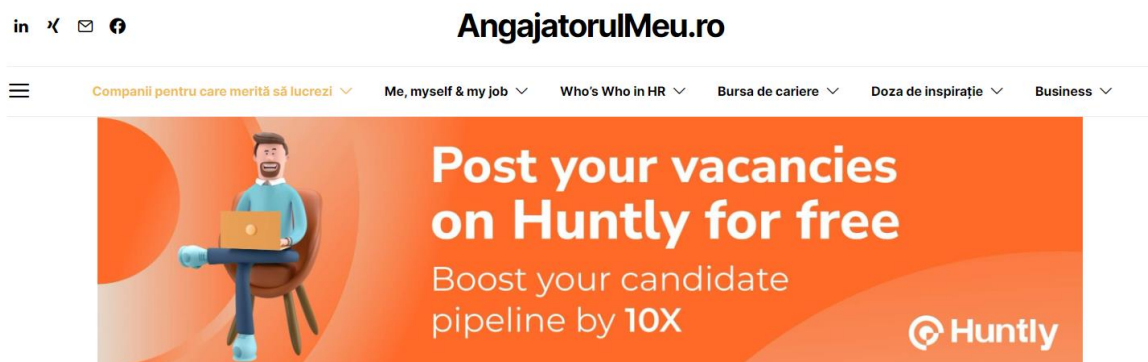 AngajatorulMeu.ro
Companii pentru care merită să lucrezi Me, myself & my job Who's Who in HR Bursa de cariere Doza de inspirație Business
Post your vacancies
on Huntly for free
Boost your candidate
pipeline by 10X
Huntly